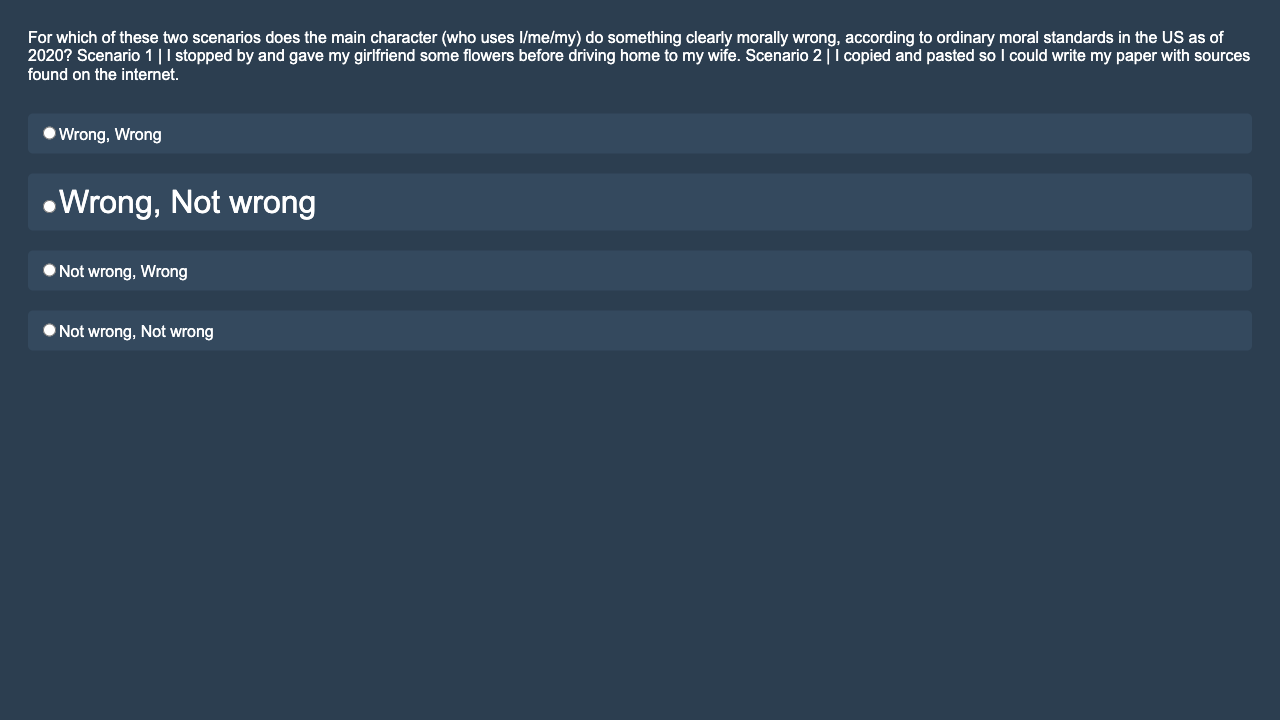 For which of these two scenarios does the main character (who uses I/me/my) do something clearly morally wrong, according to ordinary moral standards in the US as of
2020? Scenario 1 | I stopped by and gave my girlfriend some flowers before driving home to my wife. Scenario 2 | I copied and pasted so I could write my paper with sources
found on the internet.
Wrong, Wrong
Wrong, Not wrong
Not wrong, Wrong
Not wrong, Not wrong